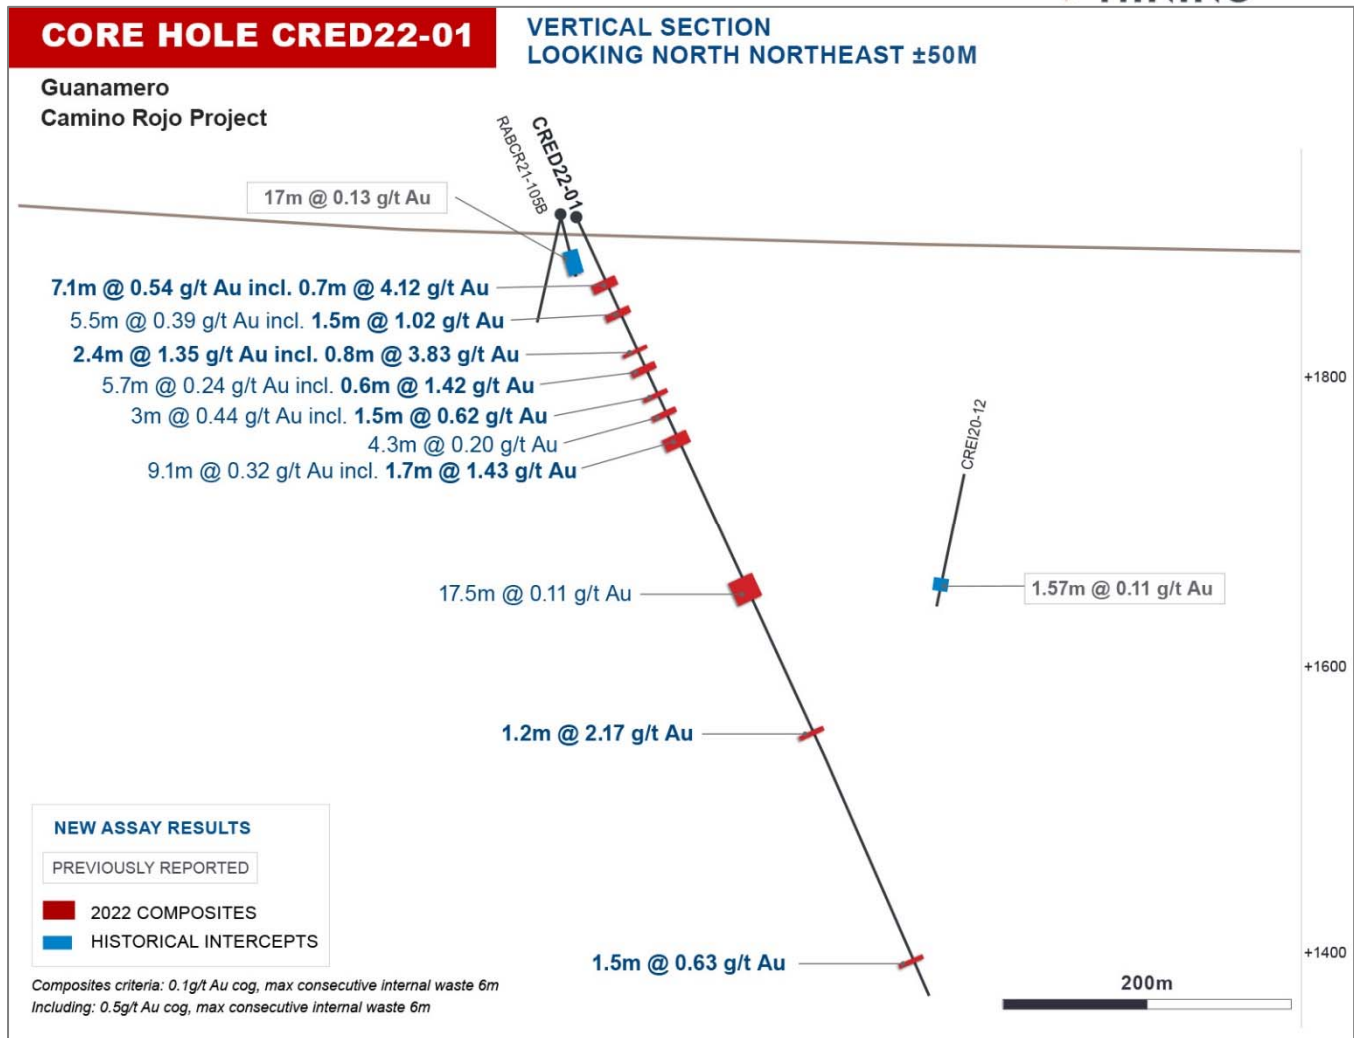 CORE HOLE CRED22-01
VERTICAL SECTION
LOOKING NORTH NORTHEAST ±50M
Guanamero
Camino Rojo Project
RABCR21-105B
CRED22-01
17m @ 0.13 g/t Au
7.1m @ 0.54 g/t Au incl. 0.7m @ 4.12 g/t Au
5.5m @ 0.39 g/t Au incl. 1.5m @ 1.02 g/t Au
2.4m @ 1.35 g/t Au incl. 0.8m @ 3.83 g/t Au
5.7m @ 0.24 g/t Au incl. 0.6m @ 1.42 g/t Au
3m @ 0.44 g/t Au incl. 1.5m @ 0.62 g/t Au
4.3m @ 0.20 g/t Au
9.1m @ 0.32 g/t Au incl. 1.7m @ 1.43 g/t Au
+1800
CREI20-12
17.5m @ 0.11 g/t Au
1.57m @ 0.11 g/t Au
+1600
1.2m @ 2.17 g/t Au
NEW ASSAY RESULTS
PREVIOUSLY REPORTED
2022 COMPOSITES
HISTORICAL INTERCEPTS
1.5m @ 0.63 g/t Au
+1400
200m
Composites criteria: 0.1g/t Au cog, max consecutive internal waste 6m
Including: 0.5g/t Au cog, max consecutive internal waste 6m